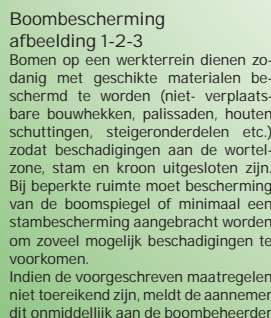 Boombescherming
afbeelding 1-2-3
Bomen op een werkterrein dienen zo-
danig met geschikte materialen be-
schermd te worden (niet- verplaats-
bare bouwhekken, palissaden, houten
schuttingen, steigeronderdelen etc.)
zodat beschadigingen aan de wortel-
zone, stam en kroon uitgesloten zijn.
Bij beperkte ruimte moet bescherming
van de boomspiegel of minimaal een
stambescherming aangebracht worden
om zoveel mogelijk beschadigingen te
voorkomen.
Indien de voorgeschreven maatregelen
niet toereikend zijn, meldt de aannemer
dit onmiddellijk aan de boombeheerder